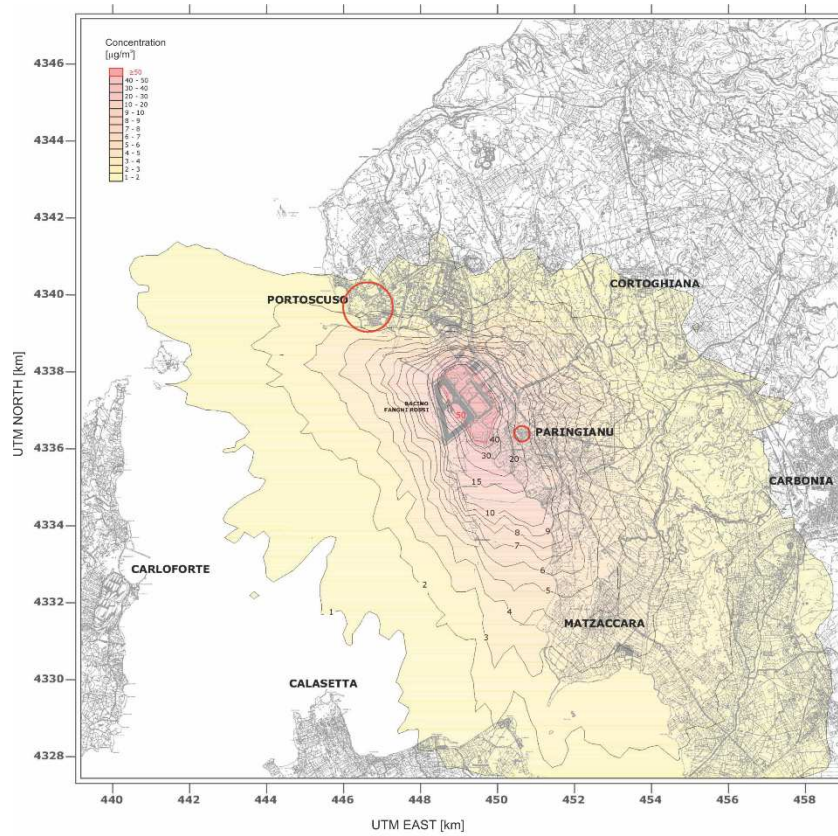 Concentration
[µg/m³]
≥50
40 - 50
30 - 40
20 - 30
10 - 20
9 - 10
8 - 9
7 - 8
6 - 7
5 - 6
4 - 5
3 - 4
2 - 3
1 - 2
4346
4344
4342
4340
4338
4336
4334
4332
4330
4328
UTM NORTH [km]
PORTOSCUSO
CORTOGHIANA
BACINO
FANGHI ROSSI
50
PARINGIANU
40
30
20
15
10
9
8
7
6
5
4
3
2
1
CARBONIA
CARLOFORTE
MATZACCARA
CALASETTA
440
442
444
446
448
450
452
454
456
458
UTM EAST [km]